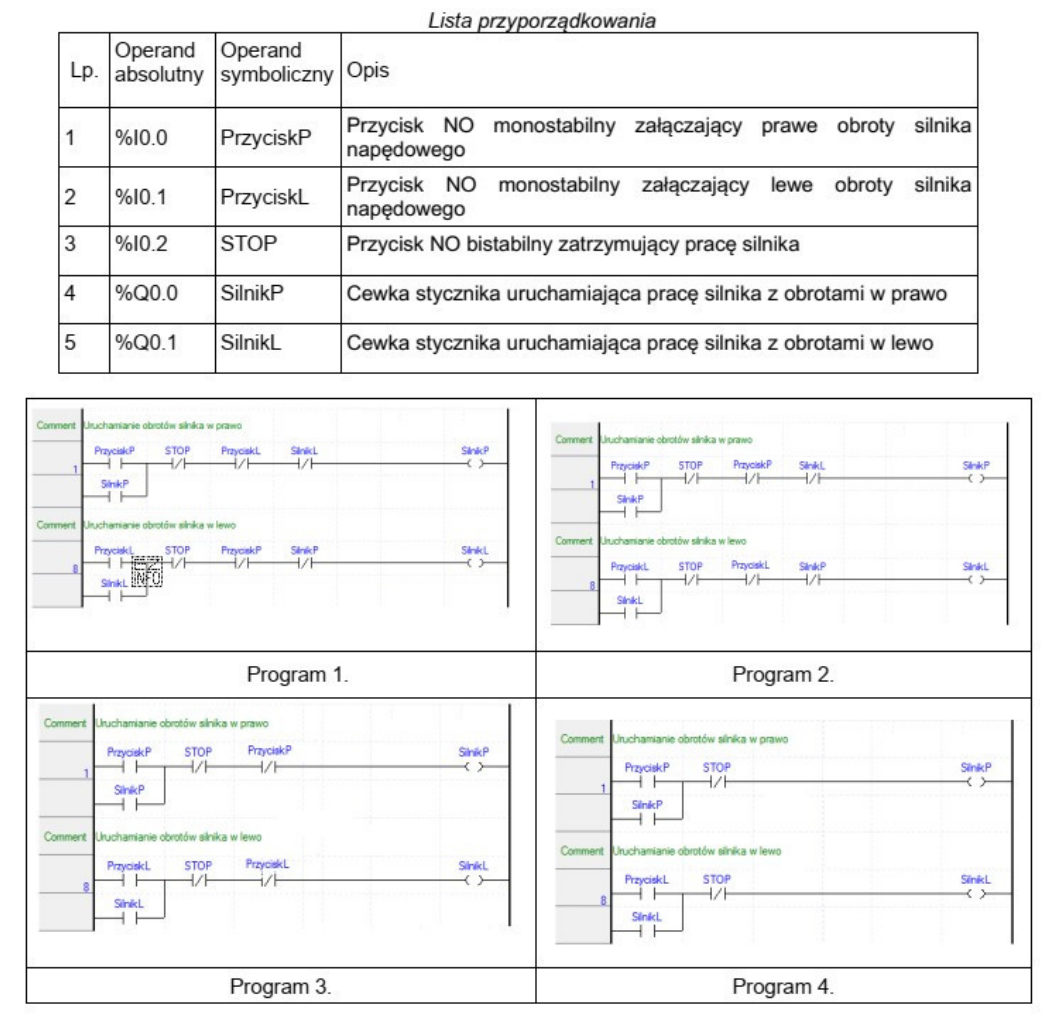 Lista przyporządkowania
Lp. Operand absolutny Operand symboliczny Opis
1 %I0.0 PrzyciskP Przycisk NO monostabilny załączający prawe obroty silnika napędowego
2 %I0.1 PrzyciskL Przycisk NO monostabilny załączający lewe obroty silnika napędowego
3 %I0.2 STOP Przycisk NO bistabilny zatrzymujący pracę silnika
4 %Q0.0 SilnikP Cewka stycznika uruchamiająca pracę silnika z obrotami w prawo
5 %Q0.1 SilnikL Cewka stycznika uruchamiająca pracę silnika z obrotami w lewo
Comment Uruchamianie obrotów silnika w prawo
PrzyciskP STOP PrzyciskL SilnikL SilnikP
1
SilnikP
Comment Uruchamianie obrotów silnika w lewo
PrzyciskL STOP PrzyciskP SilnikP SilnikL
8
SilnikL
INFO
Program 1.
Comment Uruchamianie obrotów silnika w prawo
PrzyciskP STOP PrzyciskP SilnikL SilnikP
1
SilnikP
Comment Uruchamianie obrotów silnika w lewo
PrzyciskL STOP PrzyciskL SilnikP SilnikL
8
SilnikL
Program 2.
Comment Uruchamianie obrotów silnika w prawo
PrzyciskP STOP PrzyciskP SilnikP
1
SilnikP
Comment Uruchamianie obrotów silnika w lewo
PrzyciskL STOP PrzyciskL SilnikL
8
SilnikL
Program 3.
Comment Uruchamianie obrotów silnika w prawo
PrzyciskP STOP SilnikP
1
SilnikP
Comment Uruchamianie obrotów silnika w lewo
PrzyciskL STOP SilnikL
8
SilnikL
Program 4.